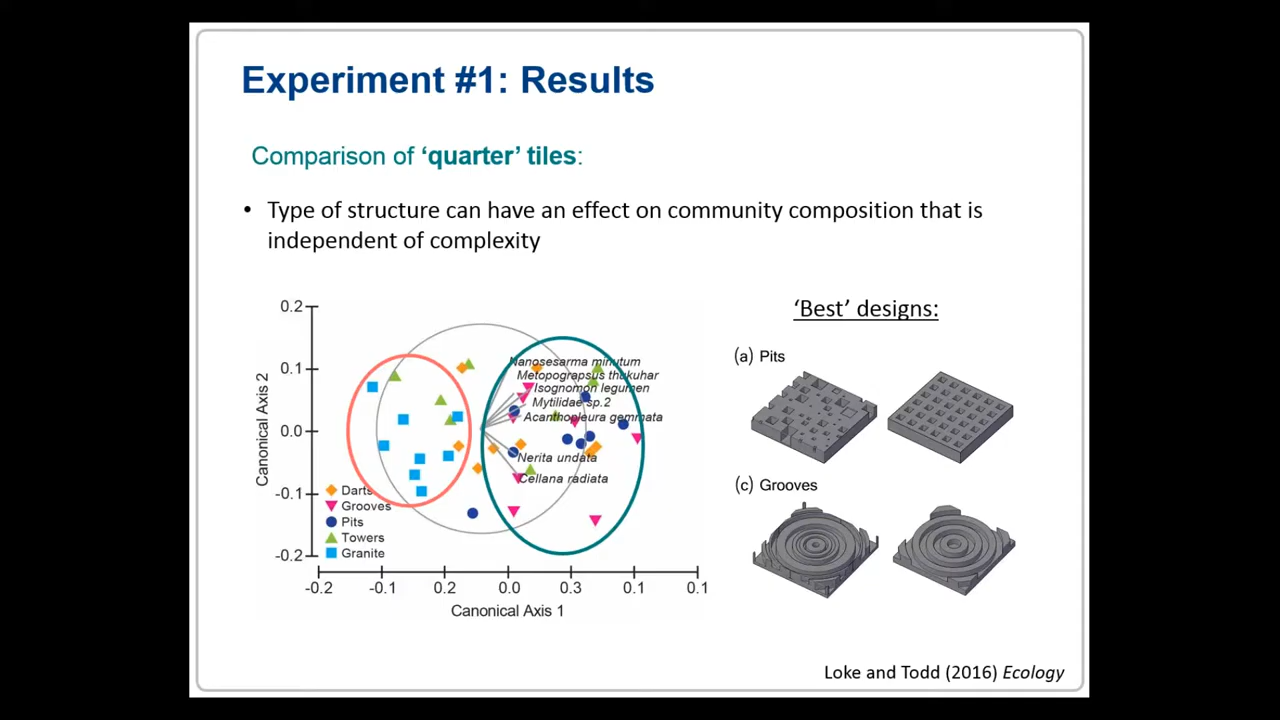 Experiment #1: Results
Comparison of ‘quarter’ tiles:
• Type of structure can have an effect on community composition that is
independent of complexity
‘Best’ designs:
(a) Pits
(c) Grooves
0.2
0.1
0.0
-0.1
-0.2
Canonical Axis 2
Nanosesarma minutum
Metopograpsus thukuhar
Isognomon legumen
Mytilidae sp.2
Acanthopleura gemmata
Nerita undata
Cellana radiata
Darts
Grooves
Pits
Towers
Granite
-0.2 -0.1 0.2 0.0 0.3 0.1 0.1
Canonical Axis 1
Loke and Todd (2016) Ecology